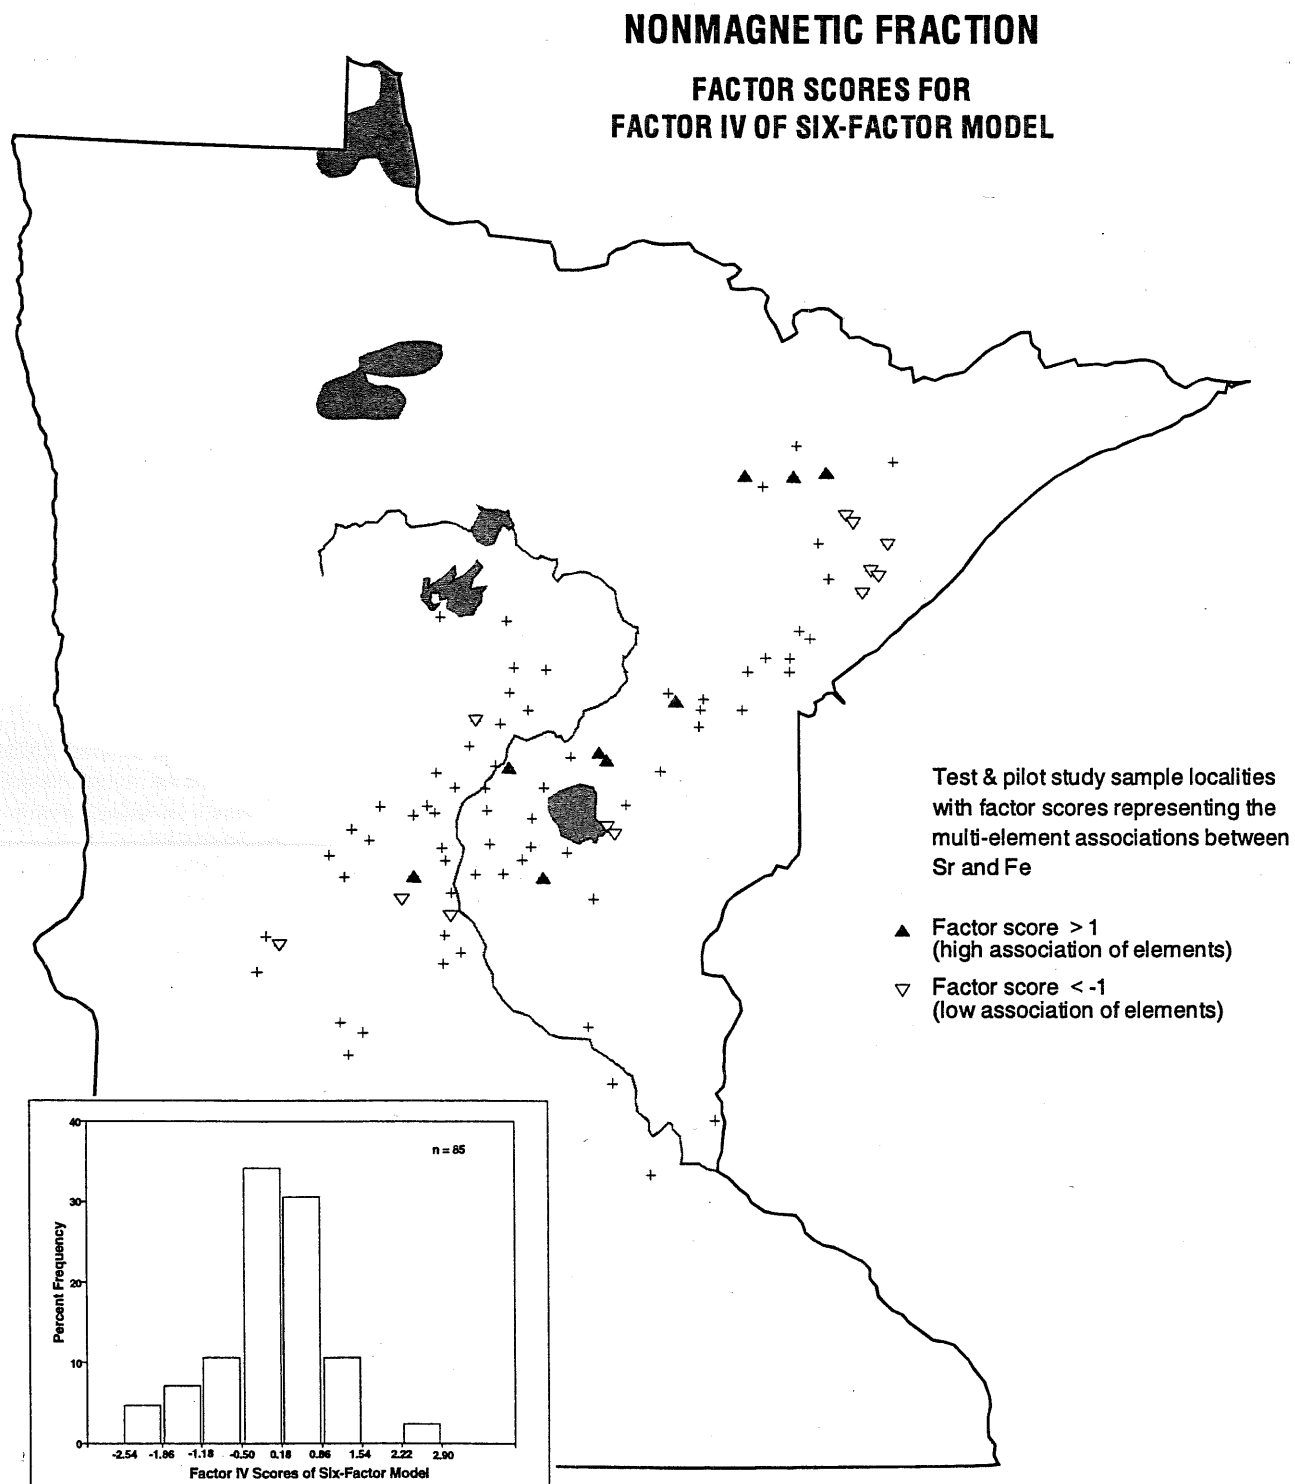 NONMAGNETIC FRACTION
FACTOR SCORES FOR
FACTOR IV OF SIX-FACTOR MODEL
Test & pilot study sample localities
with factor scores representing the
multi-element associations between
Sr and Fe
Factor score > 1
(high association of elements)
Factor score < -1
(low association of elements)
n = 85
Percent Frequency
40
30
20
10
0
-2.54 -1.86 -1.18 -0.50 0.18 0.86 1.54 2.22 2.90
Factor IV Scores of Six-Factor Model